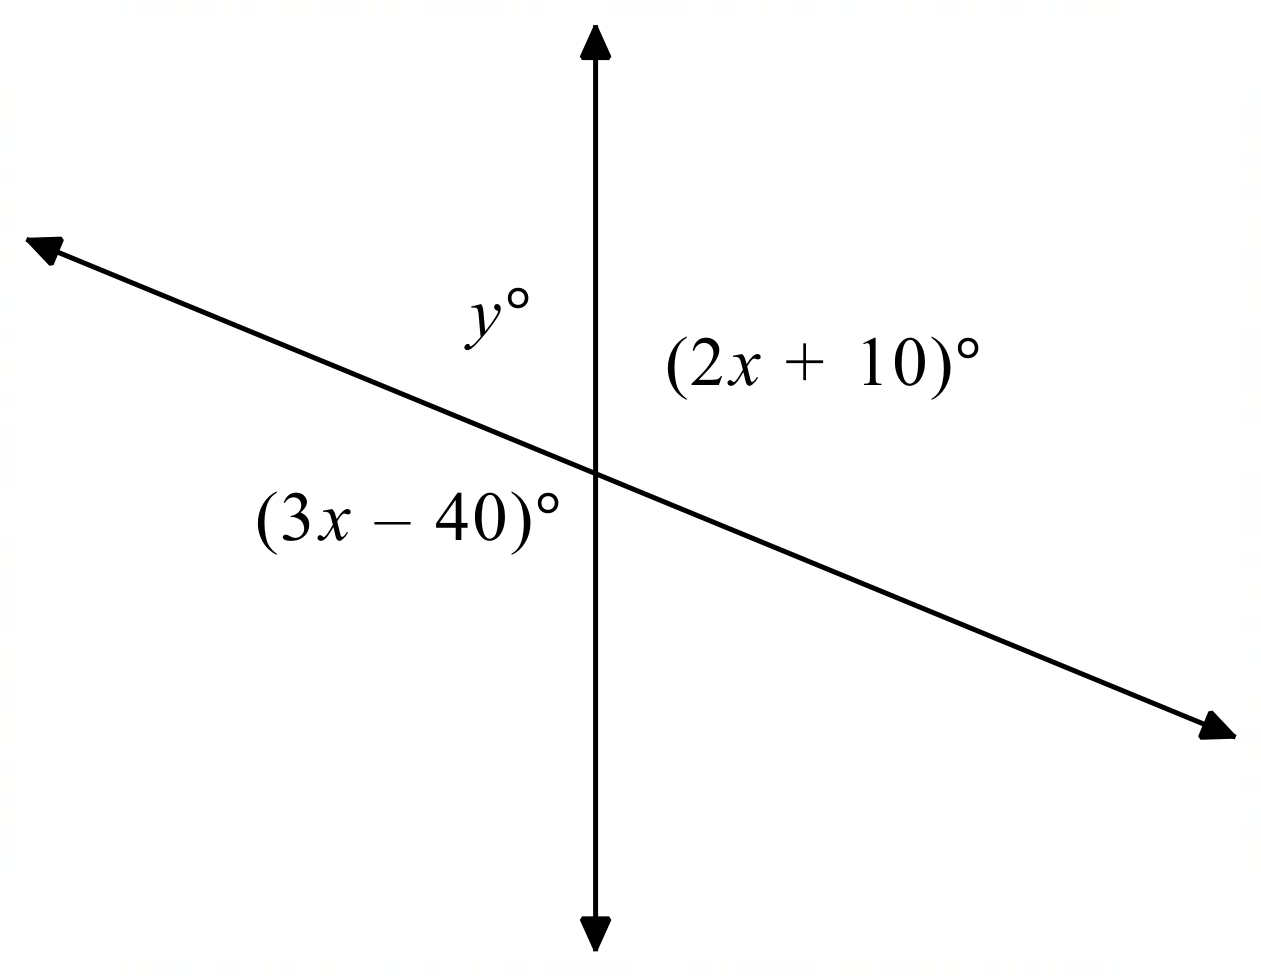 y°
(2x + 10)°
(3x – 40)°